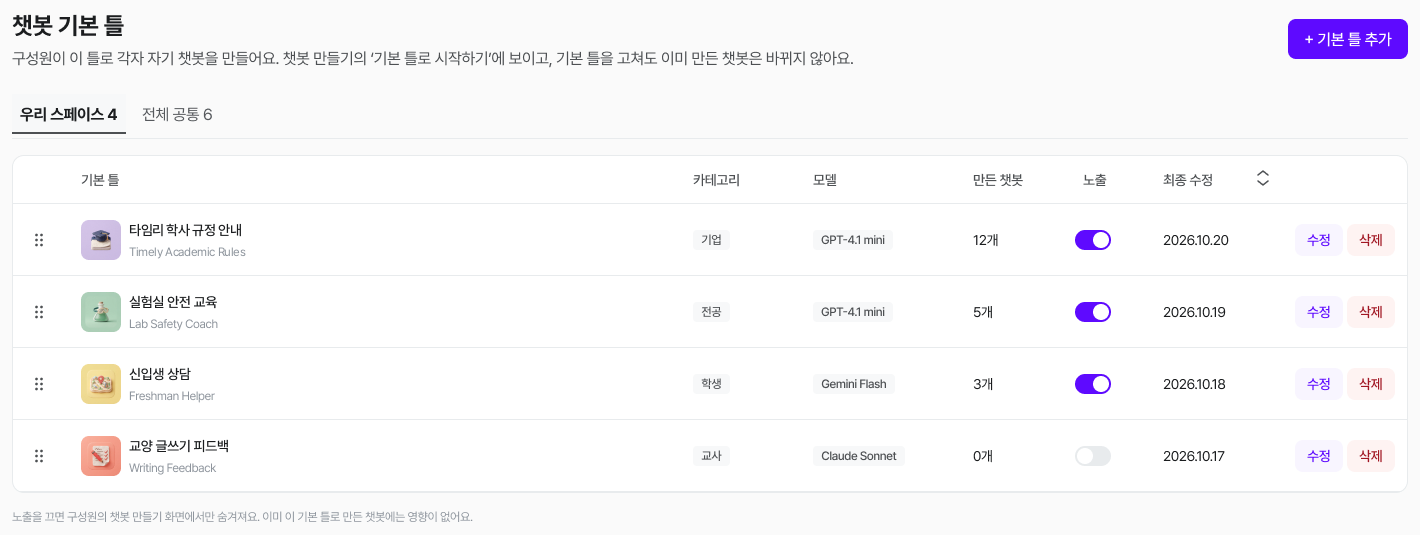 챗봇 기본 틀
구성원이 이 틀로 각자 자기 챗봇을 만들어요. 챗봇 만들기의 ‘기본 틀로 시작하기’에 보이고, 기본 틀을 고쳐도 이미 만든 챗봇은 바뀌지 않아요.
+ 기본 틀 추가
우리 스페이스 4 전체 공통 6
기본 틀 카테고리 모델 만든 챗봇 노출 최종 수정
타임리 학사 규정 안내
Timely Academic Rules
기업 GPT-4.1 mini 12개 2026.10.20 수정 삭제
실험실 안전 교육
Lab Safety Coach
전공 GPT-4.1 mini 5개 2026.10.19 수정 삭제
신입생 상담
Freshman Helper
학생 Gemini Flash 3개 2026.10.18 수정 삭제
교양 글쓰기 피드백
Writing Feedback
교사 Claude Sonnet 0개 2026.10.17 수정 삭제
노출을 끄면 구성원의 챗봇 만들기 화면에서만 숨겨져요. 이미 이 기본 틀로 만든 챗봇에는 영향이 없어요.